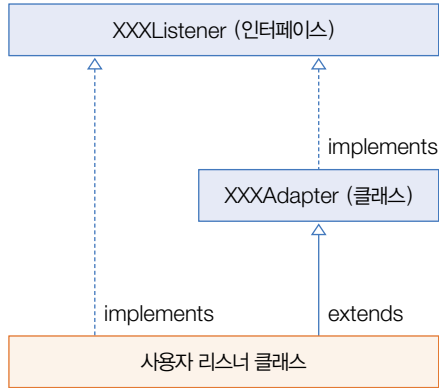 XXXListener (인터페이스)
implements
XXXAdapter (클래스)
implements
extends
사용자 리스너 클래스